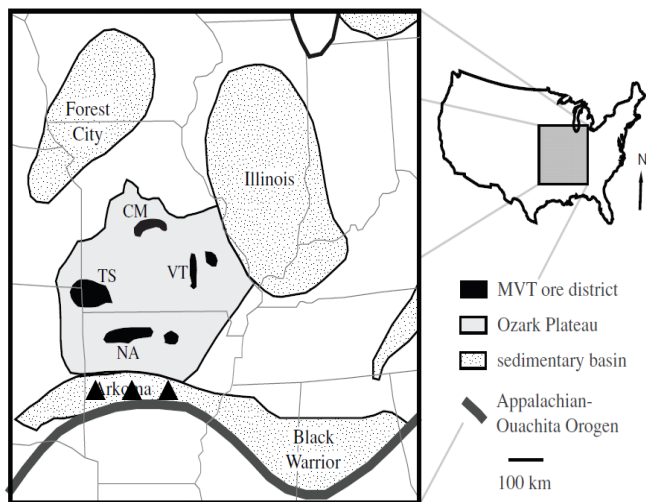 Forest
City
Illinois
CM
TS
VT
NA
Arkoma
Black
Warrior
N
MVT ore district
Ozark Plateau
sedimentary basin
Appalachian-
Ouachita Orogen
100 km